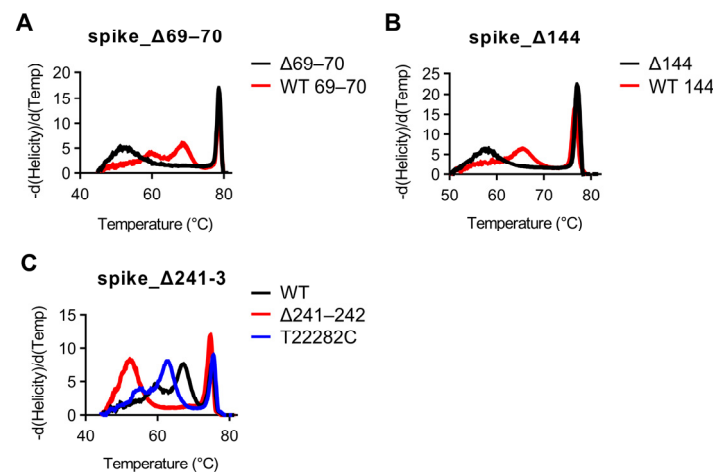 A
spike_Δ69–70
Δ69–70
WT 69–70
-d(Helicity)/d(Temp)
20
15
10
5
0
40
60
80
Temperature (°C)
B
spike_Δ144
Δ144
WT 144
-d(Helicity)/d(Temp)
25
20
15
10
5
0
50
60
70
80
Temperature (°C)
C
spike_Δ241-3
WT
Δ241–242
T22282C
-d(Helicity)/d(Temp)
20
15
10
5
0
40
60
80
Temperature (°C)